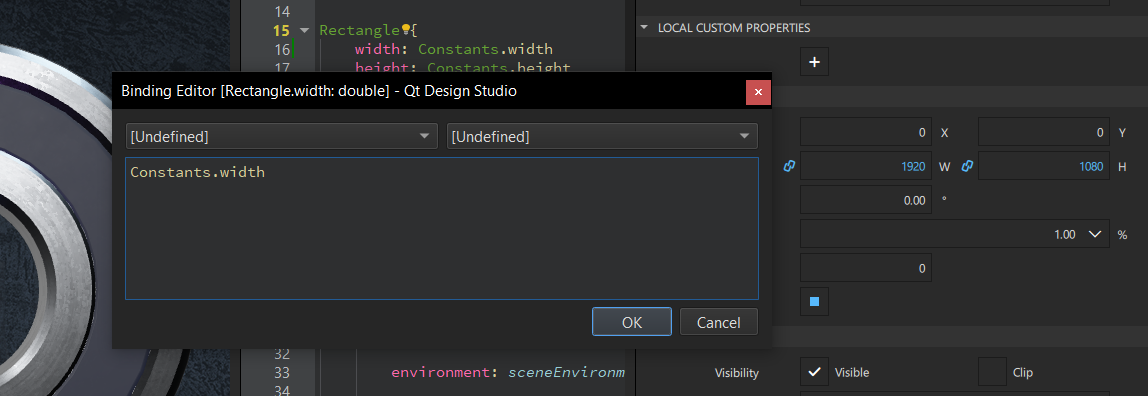 14
15 Rectangle{
16 width: Constants.width
17 height: Constants.height
Binding Editor [Rectangle.width: double] - Qt Design Studio
[Undefined] [Undefined]
Constants.width
OK Cancel
32
33 environment: sceneEnvironm
34
LOCAL CUSTOM PROPERTIES
+
0 X 0 Y
1920 W 1080 H
0.00 °
1.00 %
0
Visibility Visible Clip